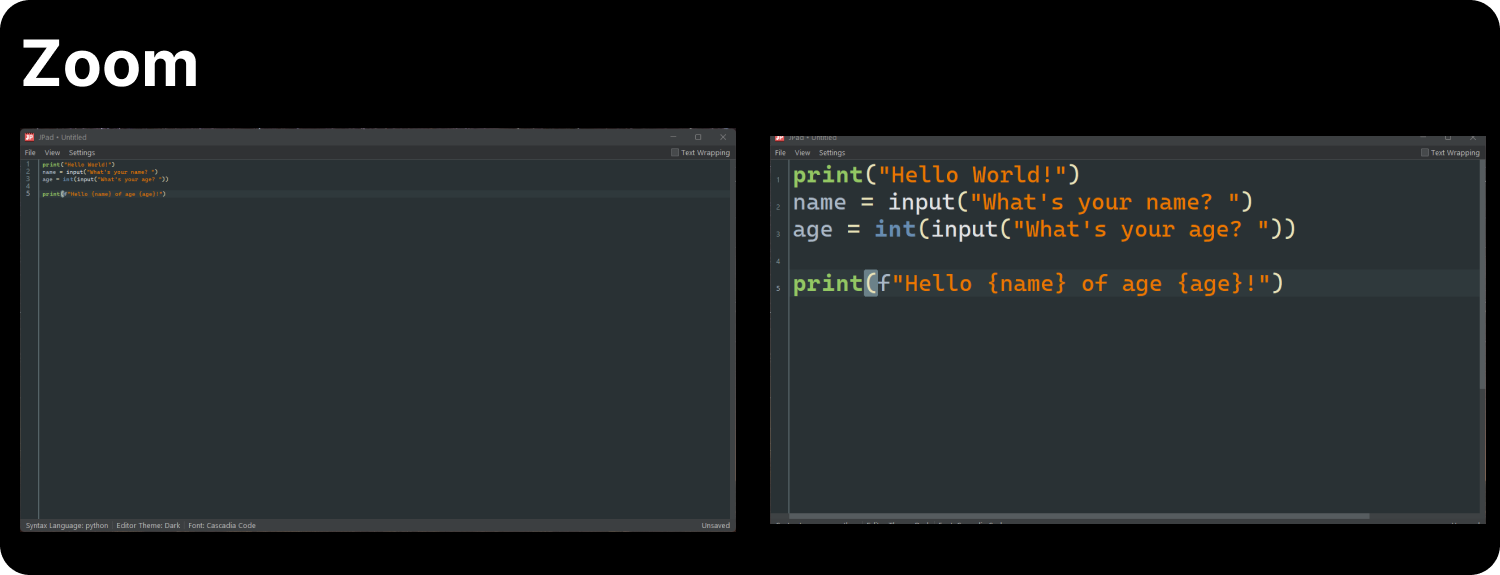 Zoom
JP JPad • Untitled
File View Settings Text Wrapping
1 print("Hello World!")
2 name = input("What's your name? ")
3 age = int(input("What's your age? "))
4
5 print(f"Hello {name} of age {age}!")
Syntax Language: python Editor Theme: Dark Font: Cascadia Code Unsaved
JP JPad • Untitled
File View Settings Text Wrapping
1 print("Hello World!")
2 name = input("What's your name? ")
3 age = int(input("What's your age? "))
4
5 print(f"Hello {name} of age {age}!")